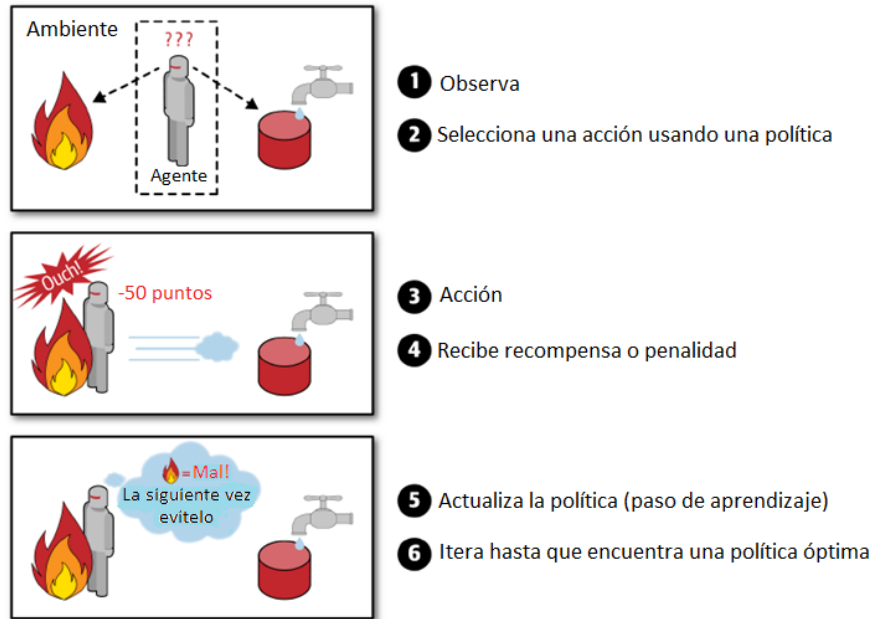 Ambiente
???
Agente
1 Observa
2 Selecciona una acción usando una política
Ouch!
-50 puntos
3 Acción
4 Recibe recompensa o penalidad
=Mal!
La siguiente vez
evítelo
5 Actualiza la política (paso de aprendizaje)
6 Itera hasta que encuentra una política óptima